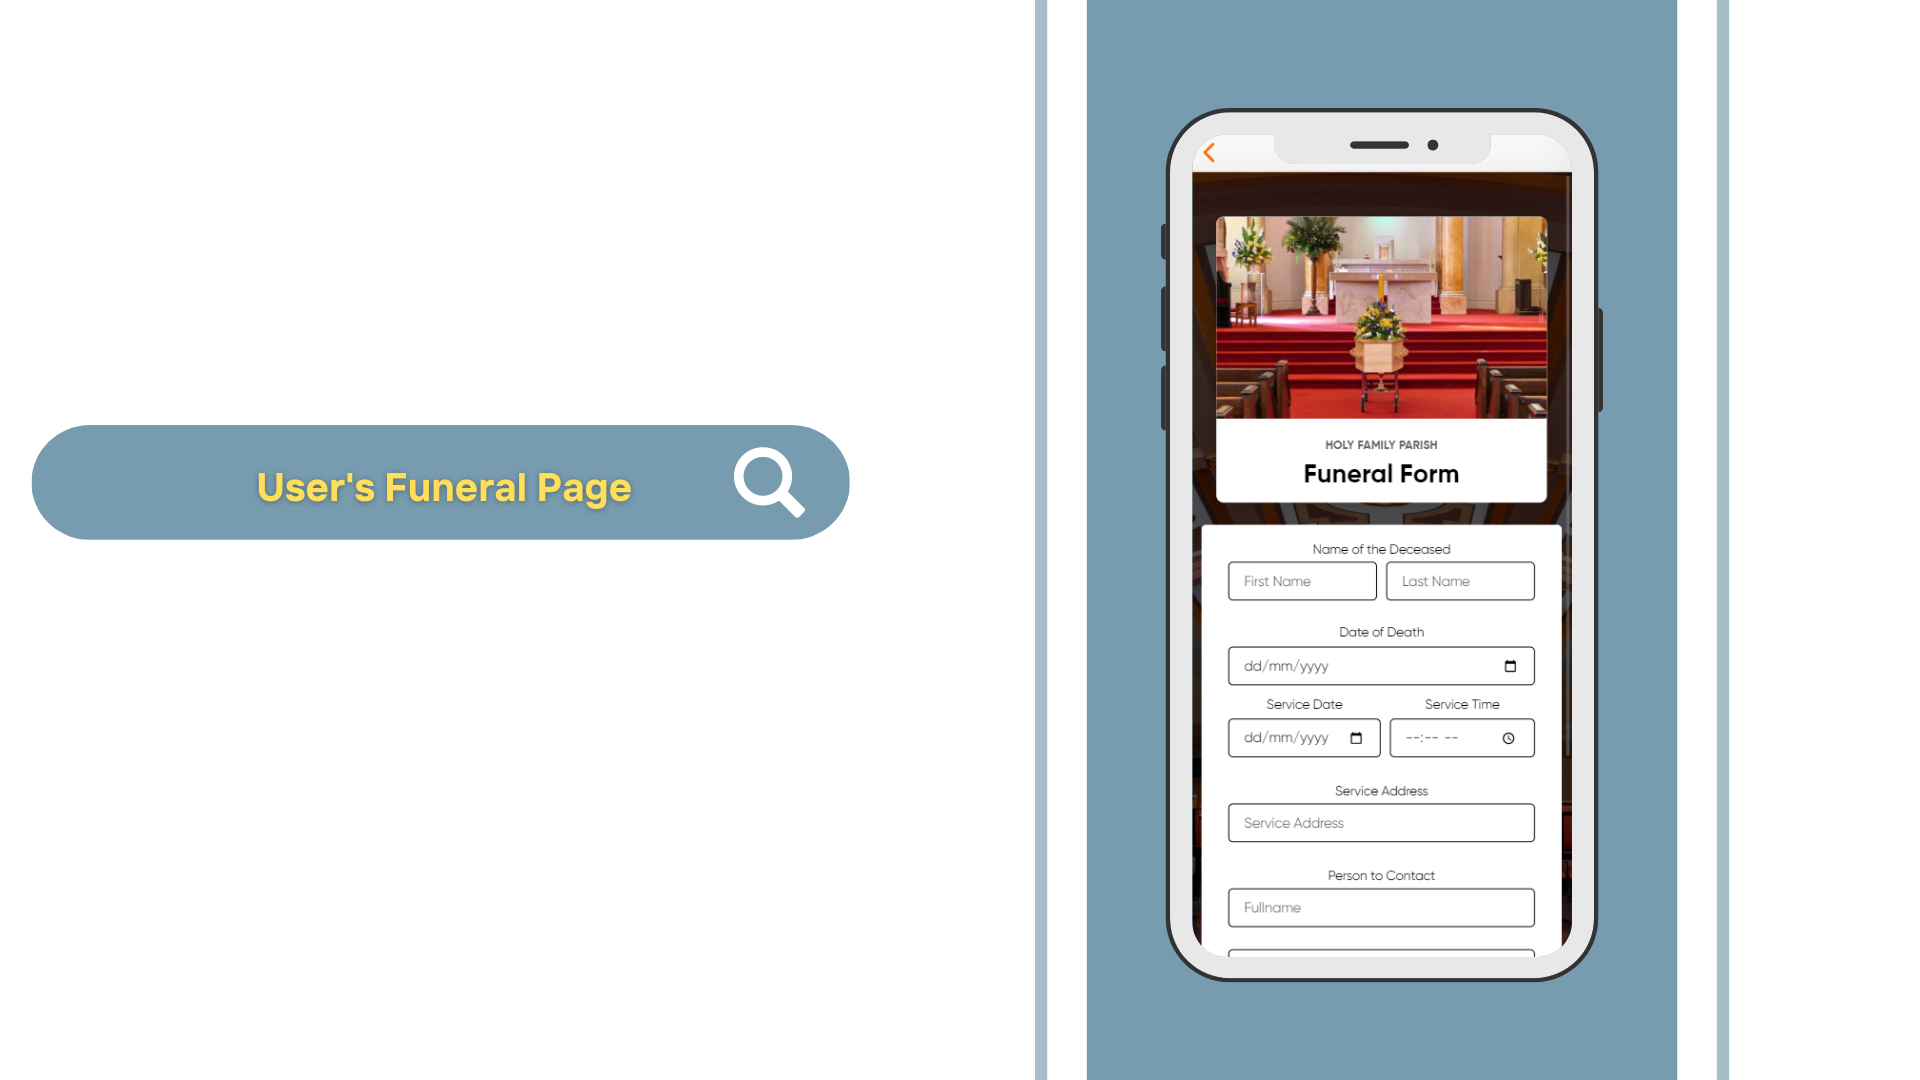 User's Funeral Page
HOLY FAMILY PARISH
Funeral Form
Name of the Deceased
First Name Last Name
Date of Death
dd/mm/yyyy
Service Date Service Time
dd/mm/yyyy --:-- --
Service Address
Service Address
Person to Contact
Fullname